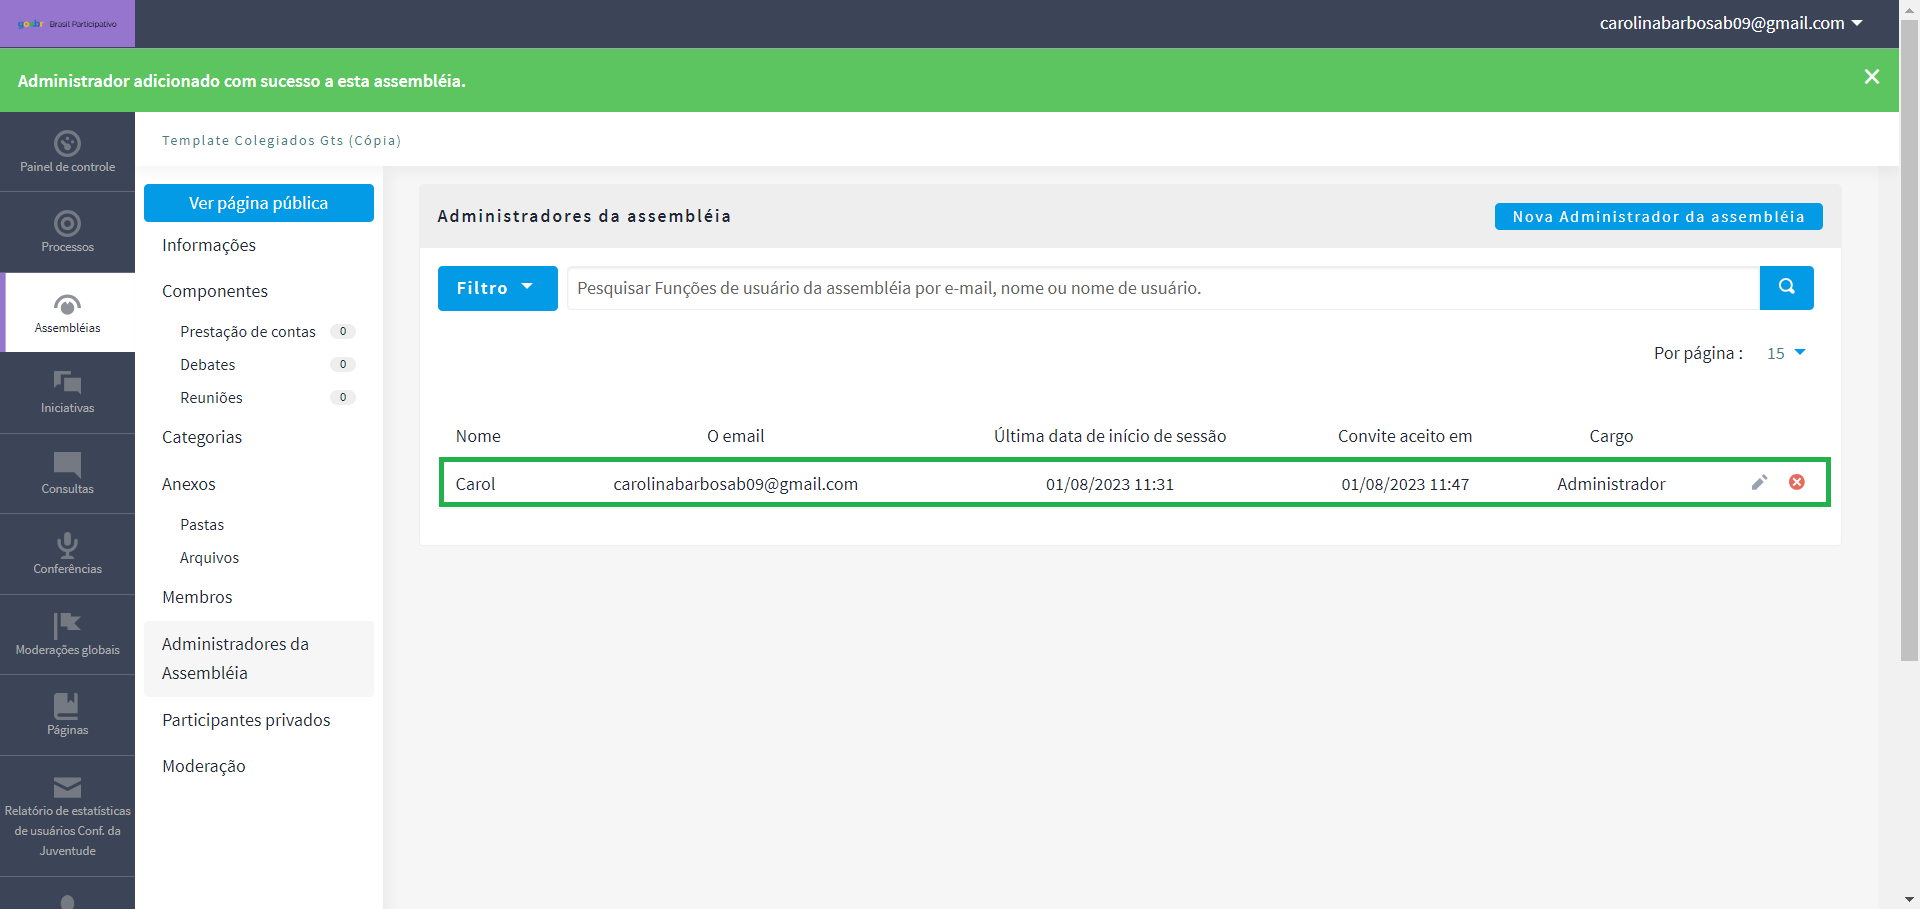 gov.br Brasil Participativo
carolinabarbosab09@gmail.com
Administrador adicionado com sucesso a esta assembléia.
Template Colegiados Gts (Cópia)
Painel de controle
Processos
Assembléias
Iniciativas
Consultas
Conferências
Moderações globais
Páginas
Relatório de estatísticas
de usuários Conf. da
Juventude
Ver página pública
Informações
Componentes
Prestação de contas 0
Debates 0
Reuniões 0
Categorias
Anexos
Pastas
Arquivos
Membros
Administradores da
Assembléia
Participantes privados
Moderação
Administradores da assembléia
Nova Administrador da assembléia
Filtro
Pesquisar Funções de usuário da assembléia por e-mail, nome ou nome de usuário.
Por página : 15
Nome O email Última data de início de sessão Convite aceito em Cargo
Carol carolinabarbosab09@gmail.com 01/08/2023 11:31 01/08/2023 11:47 Administrador